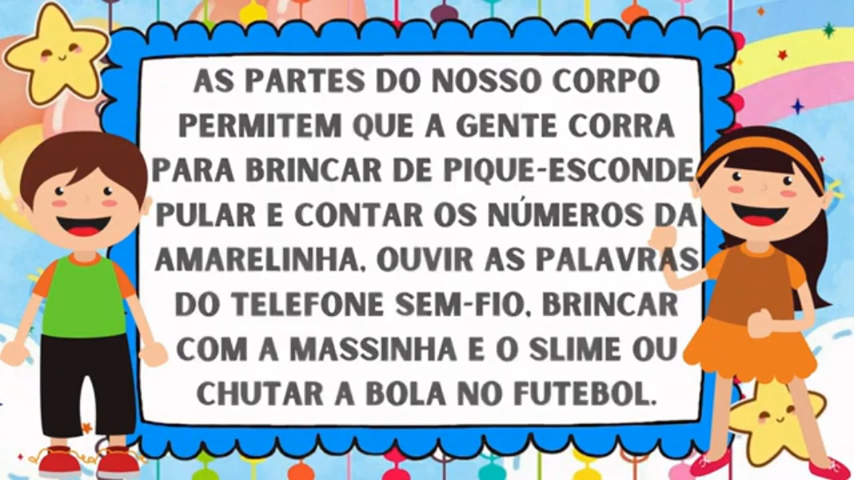 AS PARTES DO NOSSO CORPO
PERMITEM QUE A GENTE CORRA
PARA BRINCAR DE PIQUE-ESCONDE
PULAR E CONTAR OS NÚMEROS DA
AMARELINHA. OUVIR AS PALAVRAS
DO TELEFONE SEM-FIO. BRINCAR
COM A MASSINHA E O SLIME OU
CHUTAR A BOLA NO FUTEBOL.